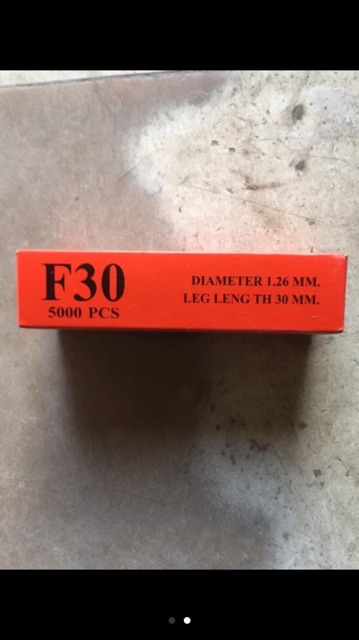 F30
5000 PCS
DIAMETER 1.26 MM.
LEG LENG TH 30 MM.